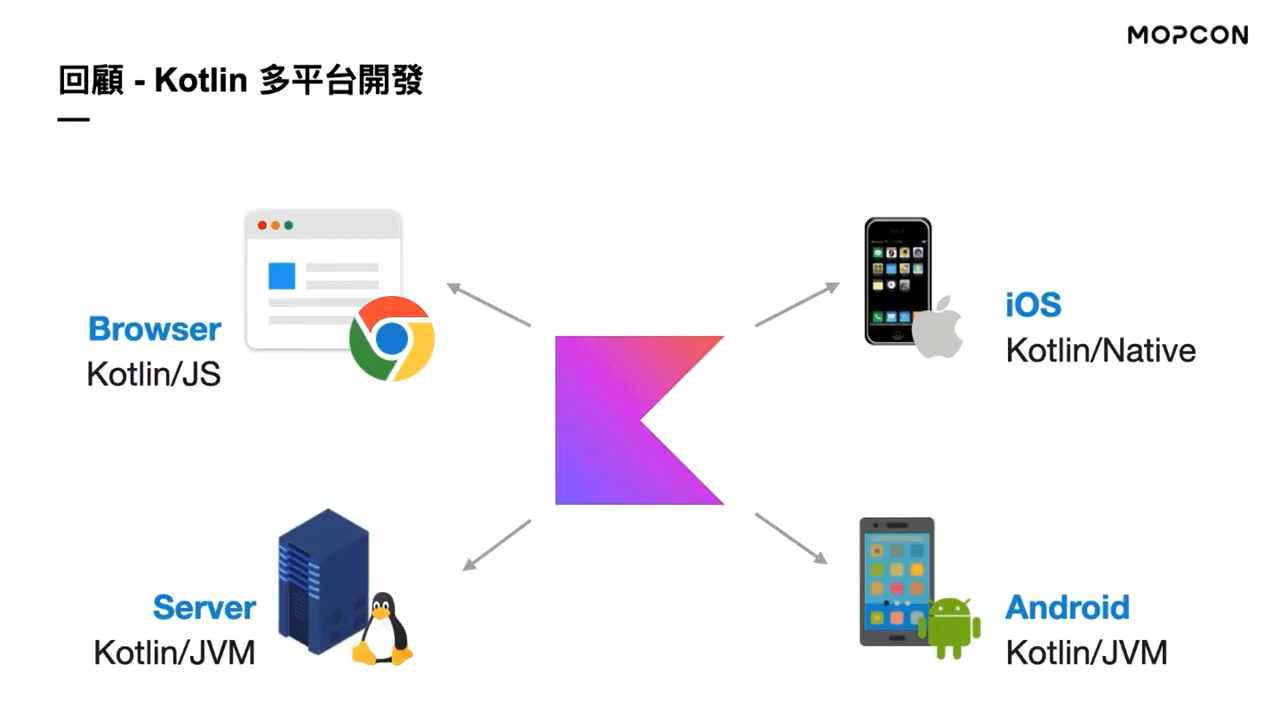 MOPCON
回顧 - Kotlin 多平台開發
Browser
Kotlin/JS
iOS
Kotlin/Native
Server
Kotlin/JVM
Android
Kotlin/JVM